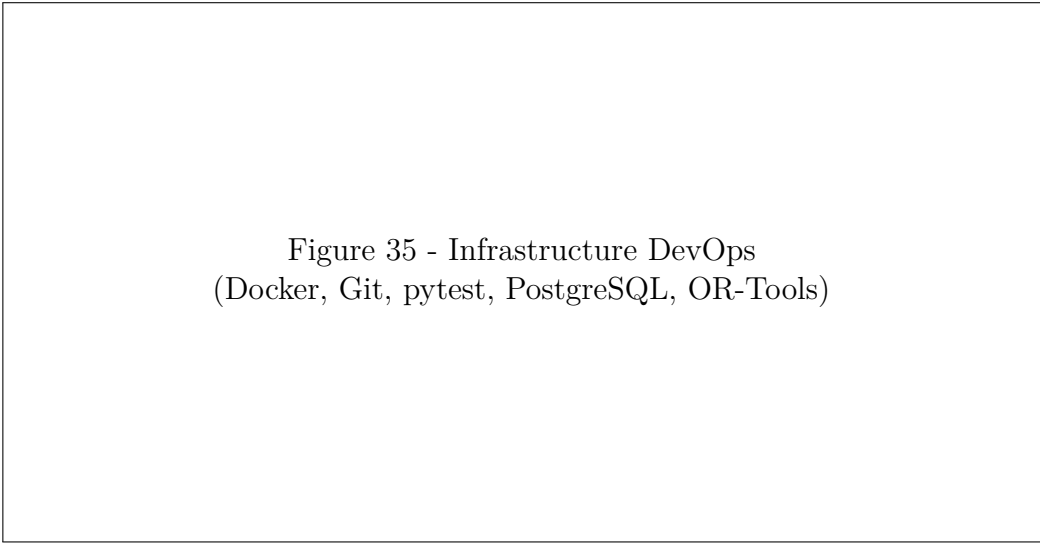 Figure 35 - Infrastructure DevOps
(Docker, Git, pytest, PostgreSQL, OR-Tools)